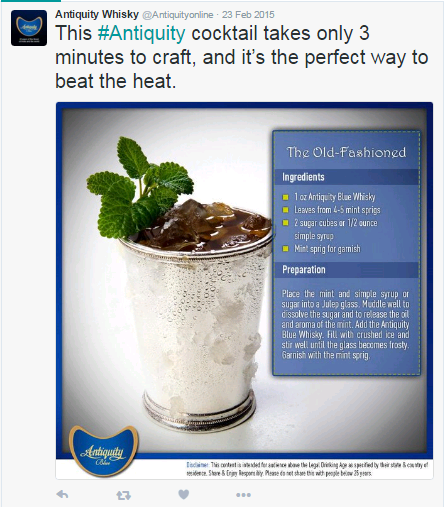 Antiquity Whisky @Antiquityonline · 23 Feb 2015
This #Antiquity cocktail takes only 3
minutes to craft, and it's the perfect way to
beat the heat.
The Old-Fashioned
Ingredients
1 oz Antiquity Blue Whisky
Leaves from 4-5 mint sprigs
2 sugar cubes or 1/2 ounce
simple syrup
Mint sprig for garnish
Preparation
Place the mint and simple syrup or
sugar into a Julep glass. Muddle well to
dissolve the sugar and to release the oil
and aroma of the mint. Add the Antiquity
Blue Whisky. Fill with crushed ice and
stir well until the glass becomes frosty.
Garnish with the mint sprig.
Antiquity
Blue
Disclaimer: This content is intended for audience above the Legal Drinking Age as specified by their state & country of
residence. Share & Enjoy Responsibly. Please do not share this with people below 25 years.